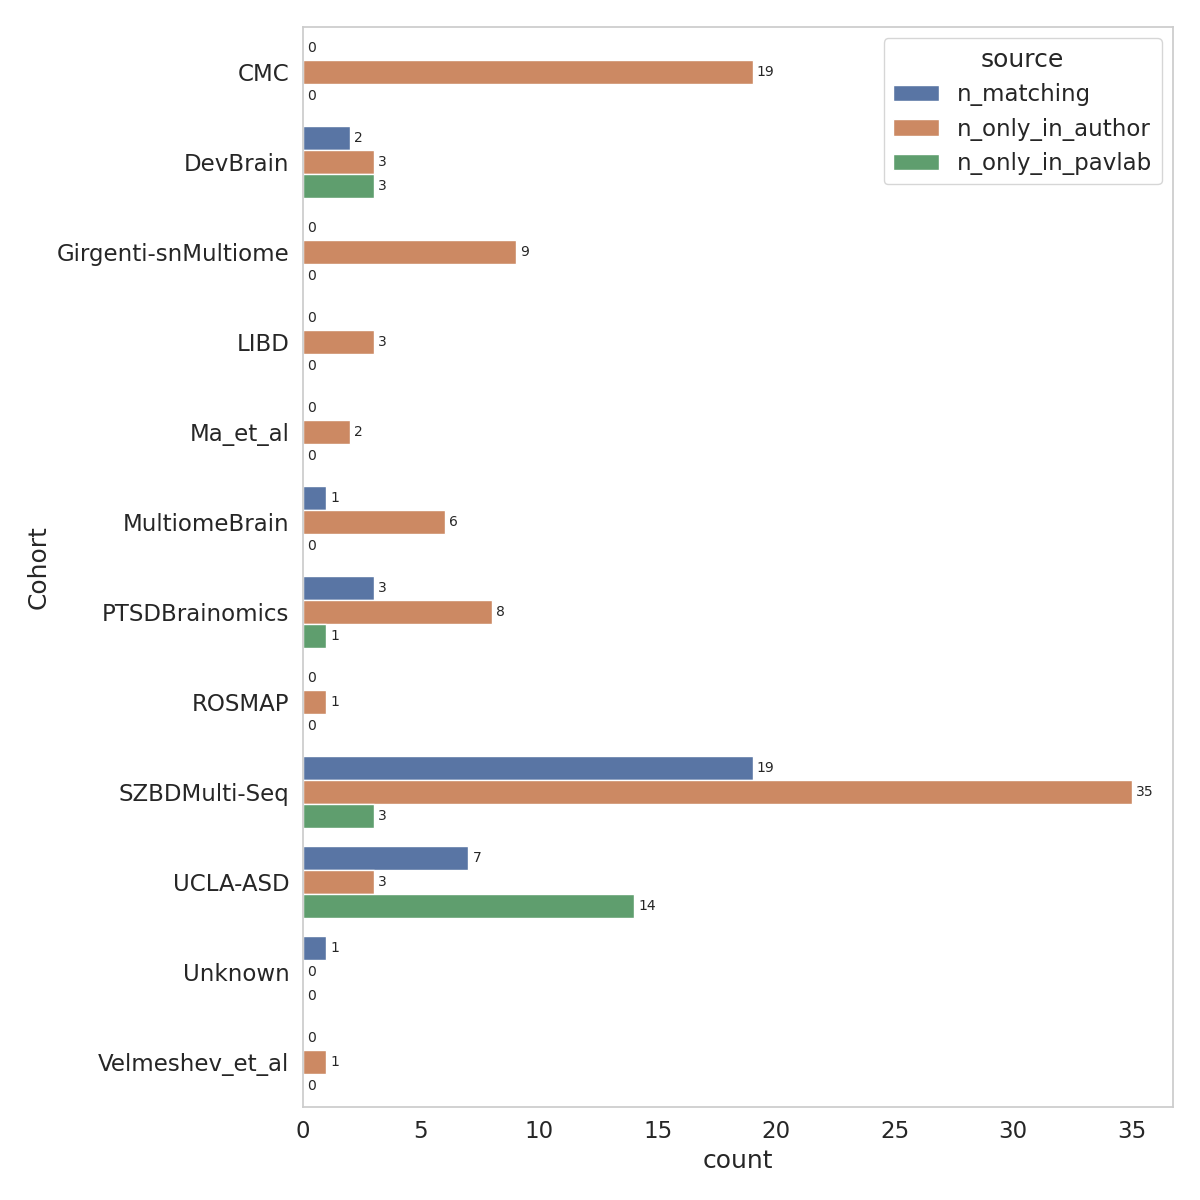 source
n_matching
n_only_in_author
n_only_in_pavlab
Cohort
CMC
0
19
0
DevBrain
2
3
3
Girgenti-snMultiome
0
9
0
LIBD
0
3
0
Ma_et_al
0
2
0
MultiomeBrain
1
6
0
PTSDBrainomics
3
8
1
ROSMAP
0
1
0
SZBDMulti-Seq
19
35
3
UCLA-ASD
7
3
14
Unknown
1
0
0
Velmeshev_et_al
0
1
0
0 5 10 15 20 25 30 35
count